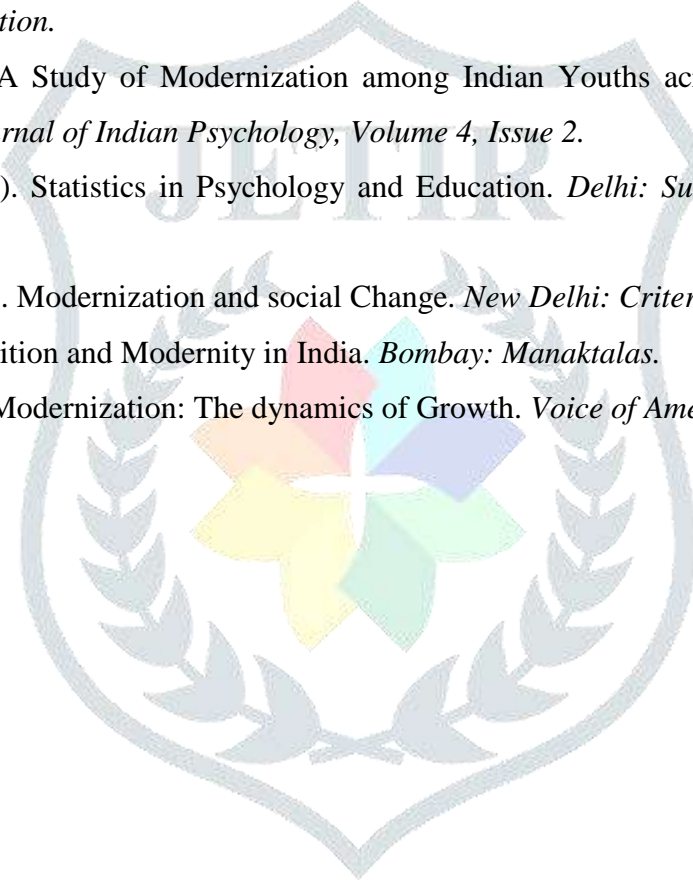 tion.
A Study of Modernization among Indian Youths ac
rnal of Indian Psychology, Volume 4, Issue 2.
). Statistics in Psychology and Education. Delhi: Su
. Modernization and social Change. New Delhi: Criter
ition and Modernity in India. Bombay: Manaktalas.
Modernization: The dynamics of Growth. Voice of Ame
JETIR